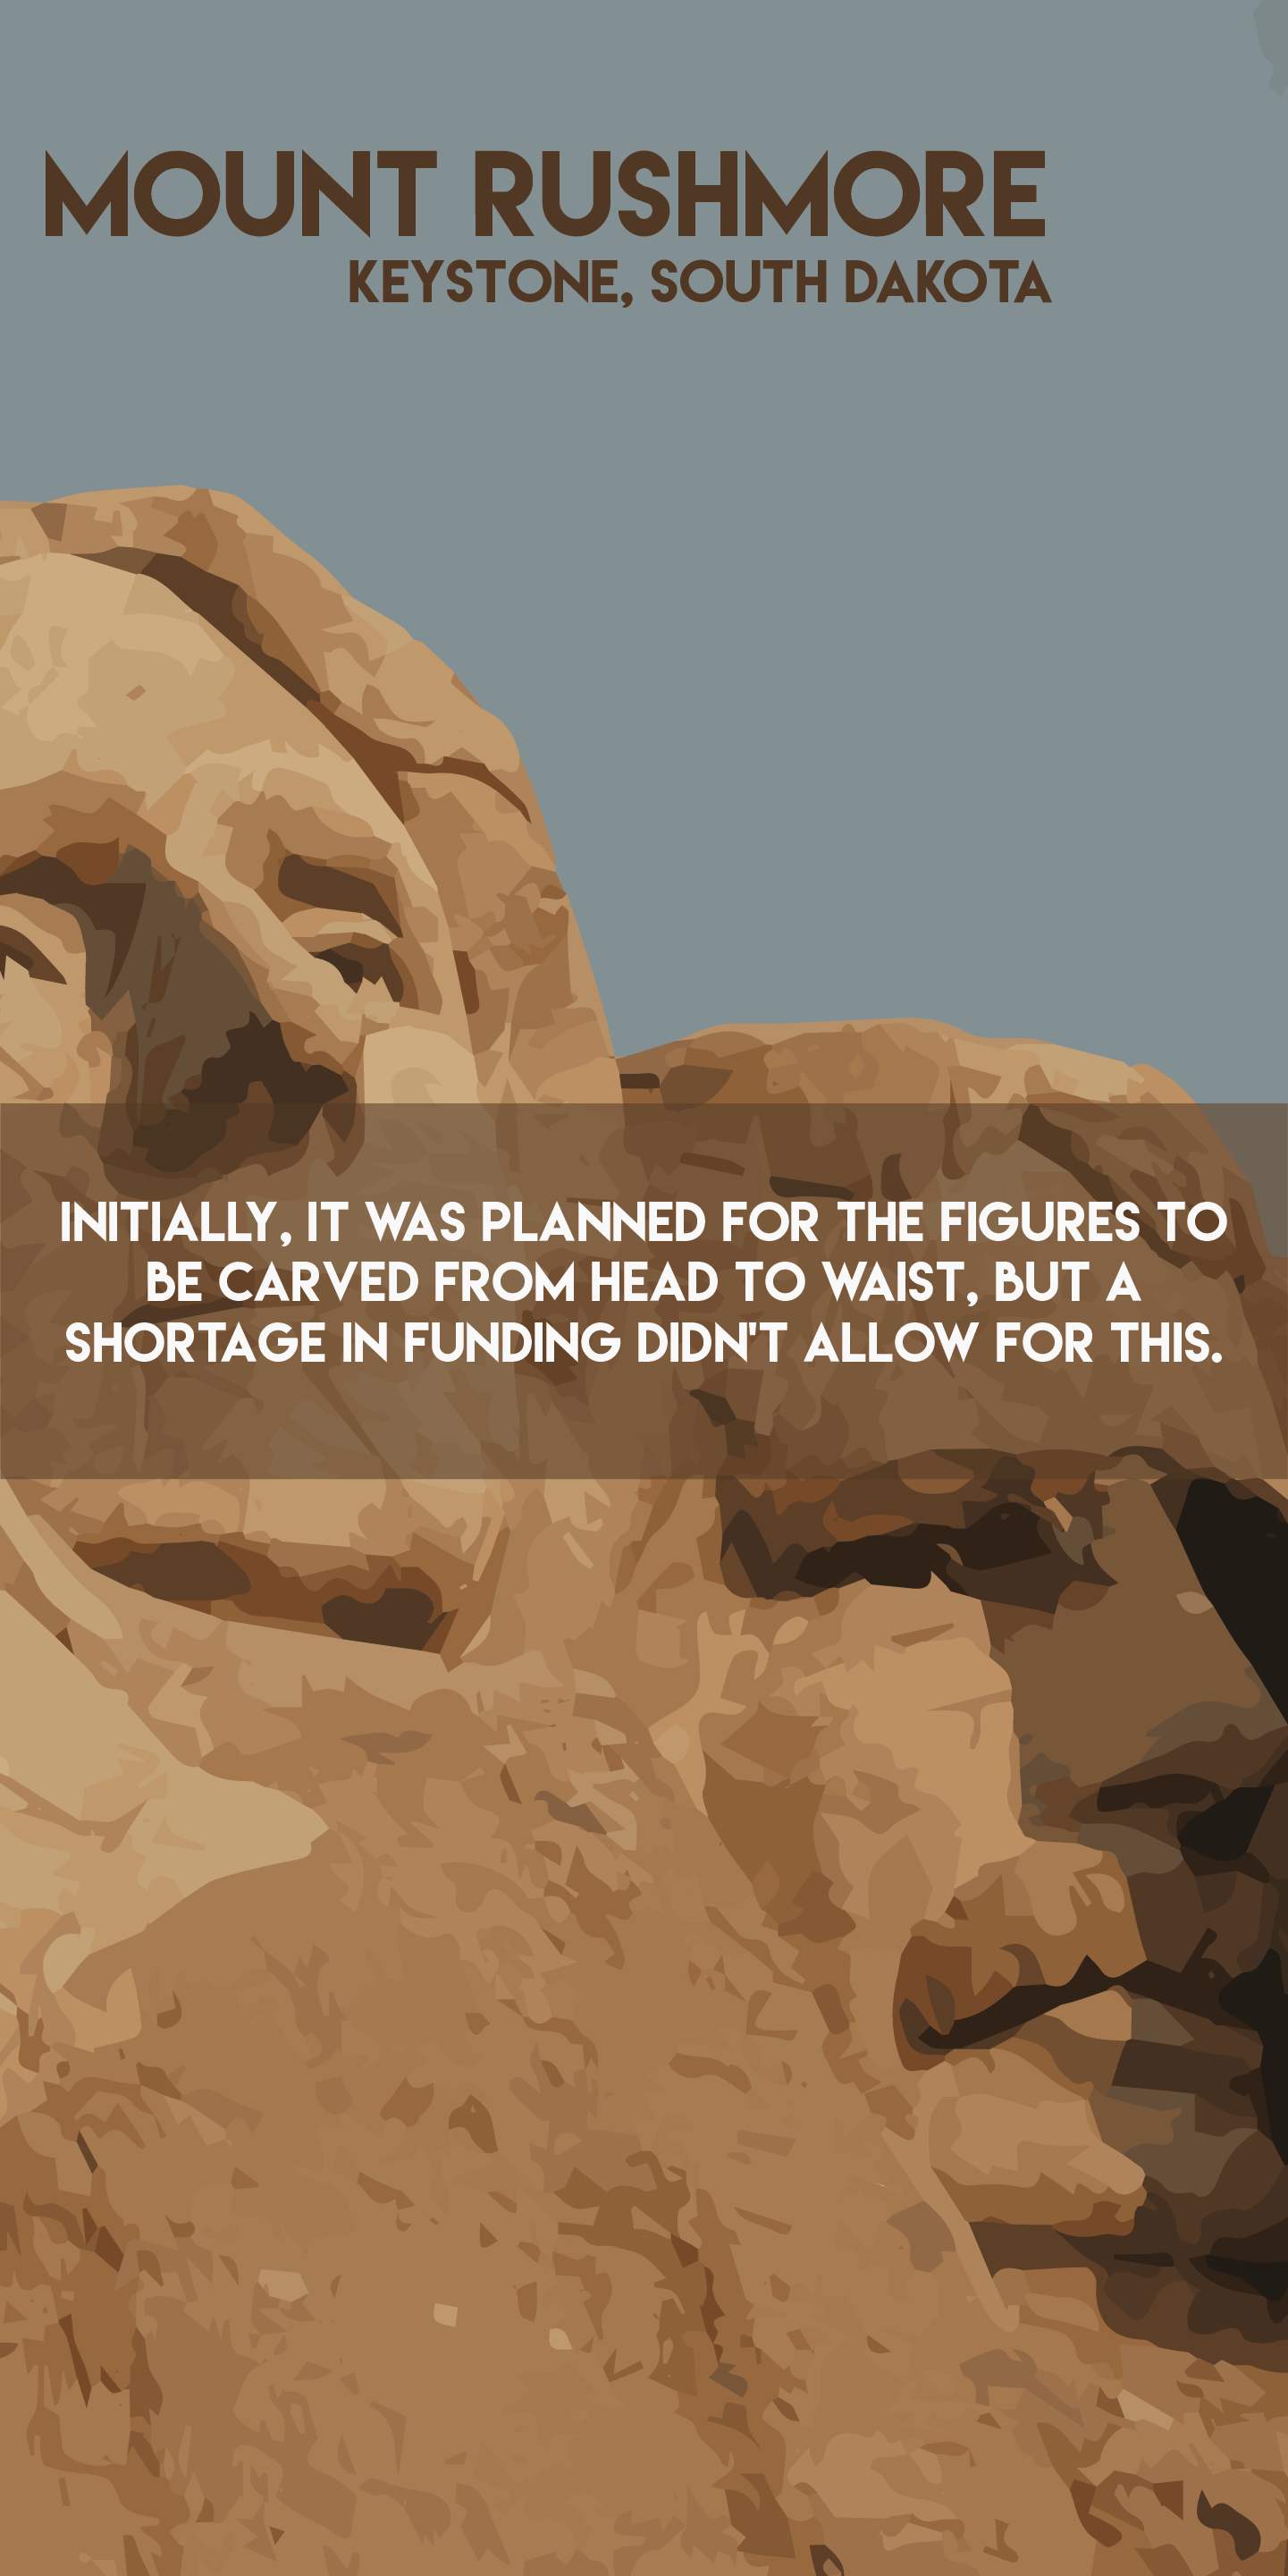 MOUNT RUSHMORE
KEYSTONE, SOUTH DAKOTA
INITIALLY, IT WAS PLANNED FOR THE FIGURES TO
BE CARVED FROM HEAD TO WAIST, BUT A
SHORTAGE IN FUNDING DIDN'T ALLOW FOR THIS.